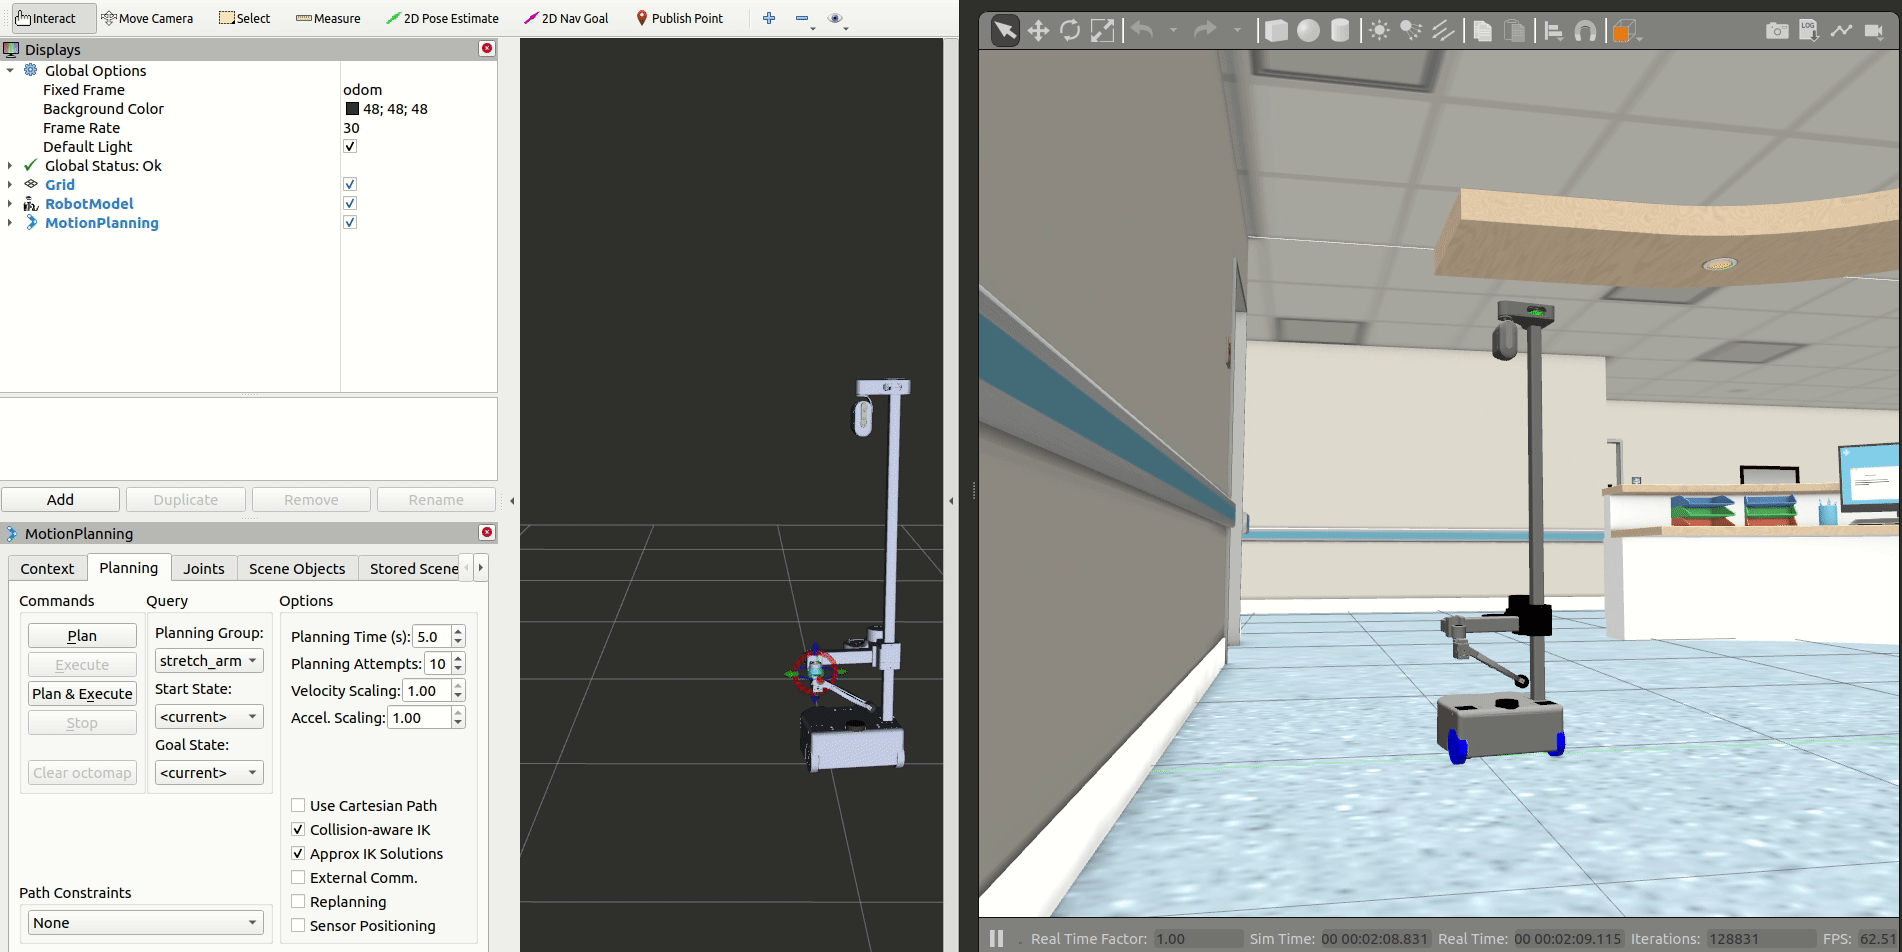 Interact Move Camera Select Measure 2D Pose Estimate 2D Nav Goal Publish Point
Displays
Global Options
Fixed Frame odom
Background Color 48; 48; 48
Frame Rate 30
Default Light
Global Status: Ok
Grid
RobotModel
MotionPlanning
Add Duplicate Remove Rename
MotionPlanning
Context Planning Joints Scene Objects Stored Scene
Commands Query Options
Plan
Execute
Plan & Execute
Stop
Clear octomap
Planning Group:
stretch_arm
Start State:
<current>
Goal State:
<current>
Planning Time (s): 5.0
Planning Attempts: 10
Velocity Scaling: 1.00
Accel. Scaling: 1.00
Use Cartesian Path
Collision-aware IK
Approx IK Solutions
External Comm.
Replanning
Sensor Positioning
Path Constraints
None
LOG
Real Time Factor: 1.00 Sim Time: 00 00:02:08.831 Real Time: 00 00:02:09.115 Iterations: 128831 FPS: 62.51